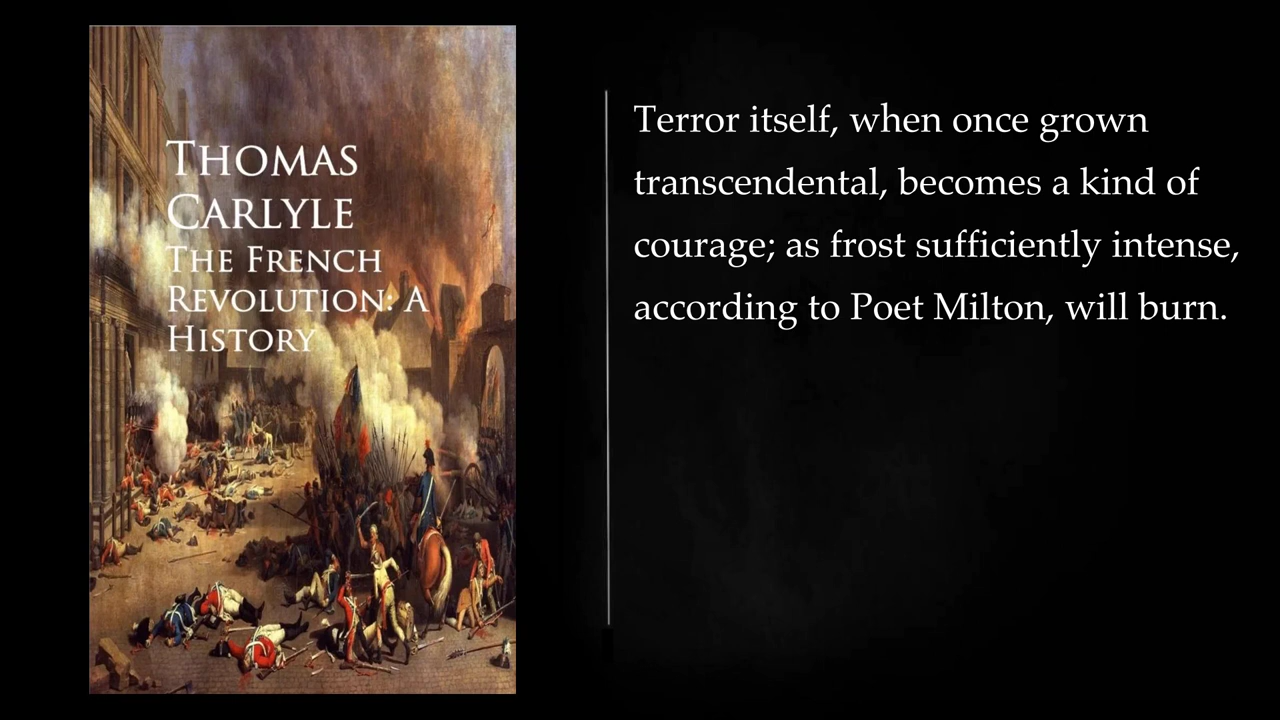 THOMAS
CARLYLE
THE FRENCH
REVOLUTION: A
HISTORY
Terror itself, when once grown
transcendental, becomes a kind of
courage; as frost sufficiently intense,
according to Poet Milton, will burn.